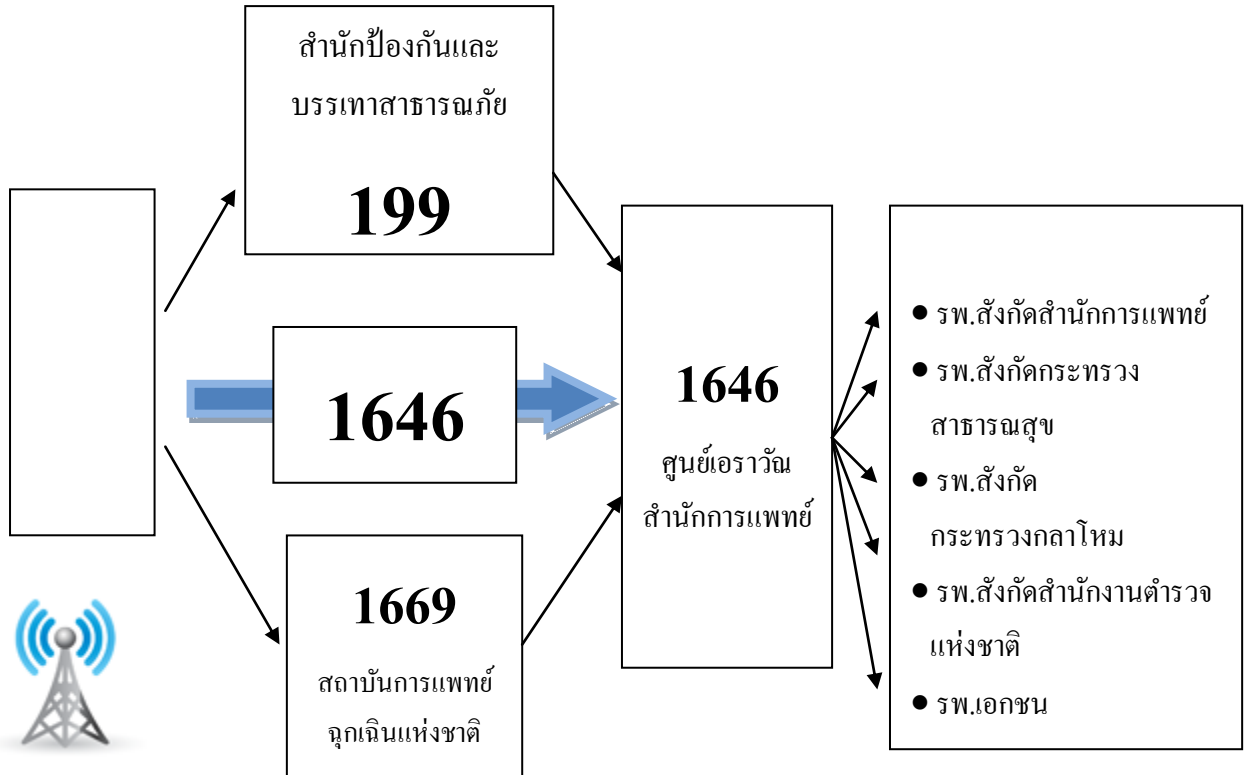 สำนักป้องกันและ
บรรเทาสาธารณภัย
199
1646
1669
สถาบันการแพทย์
ฉุกเฉินแห่งชาติ
1646
ศูนย์เอราวัณ
สำนักการแพทย์
● รพ.สังกัดสำนักการแพทย์
● รพ.สังกัดกระทรวง
สาธารณสุข
● รพ.สังกัด
กระทรวงกลาโหม
● รพ.สังกัดสำนักงานตำรวจ
แห่งชาติ
● รพ.เอกชน